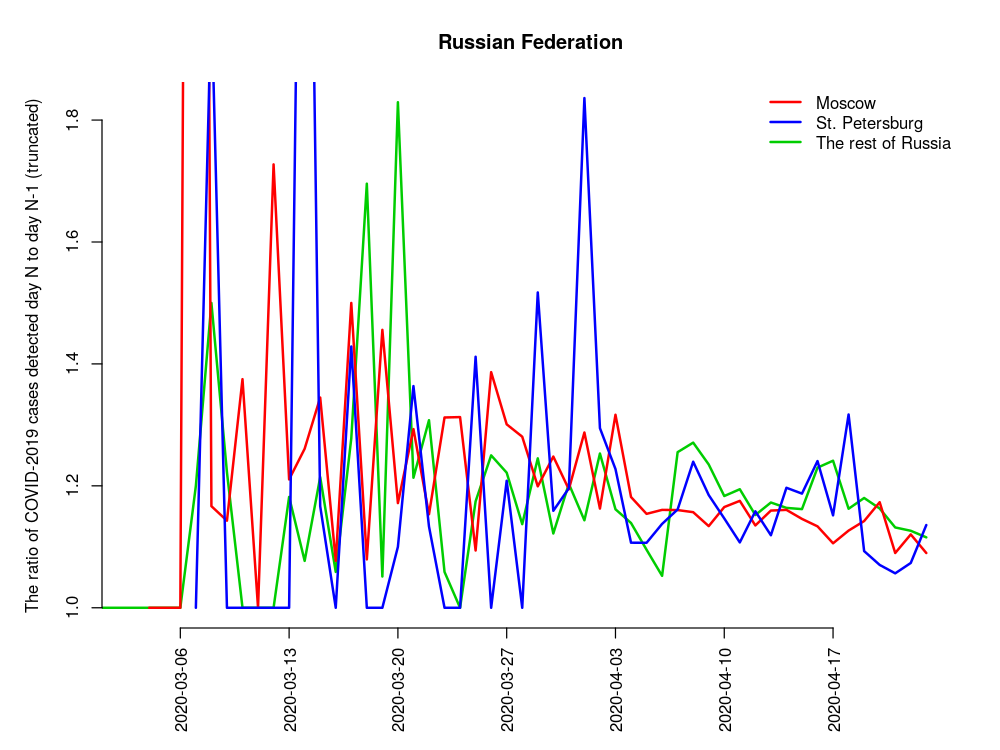 Russian Federation
The ratio of COVID-2019 cases detected day N to day N-1 (truncated)
1.8
1.6
1.4
1.2
1.0
Moscow
St. Petersburg
The rest of Russia
2020-03-06
2020-03-13
2020-03-20
2020-03-27
2020-04-03
2020-04-10
2020-04-17